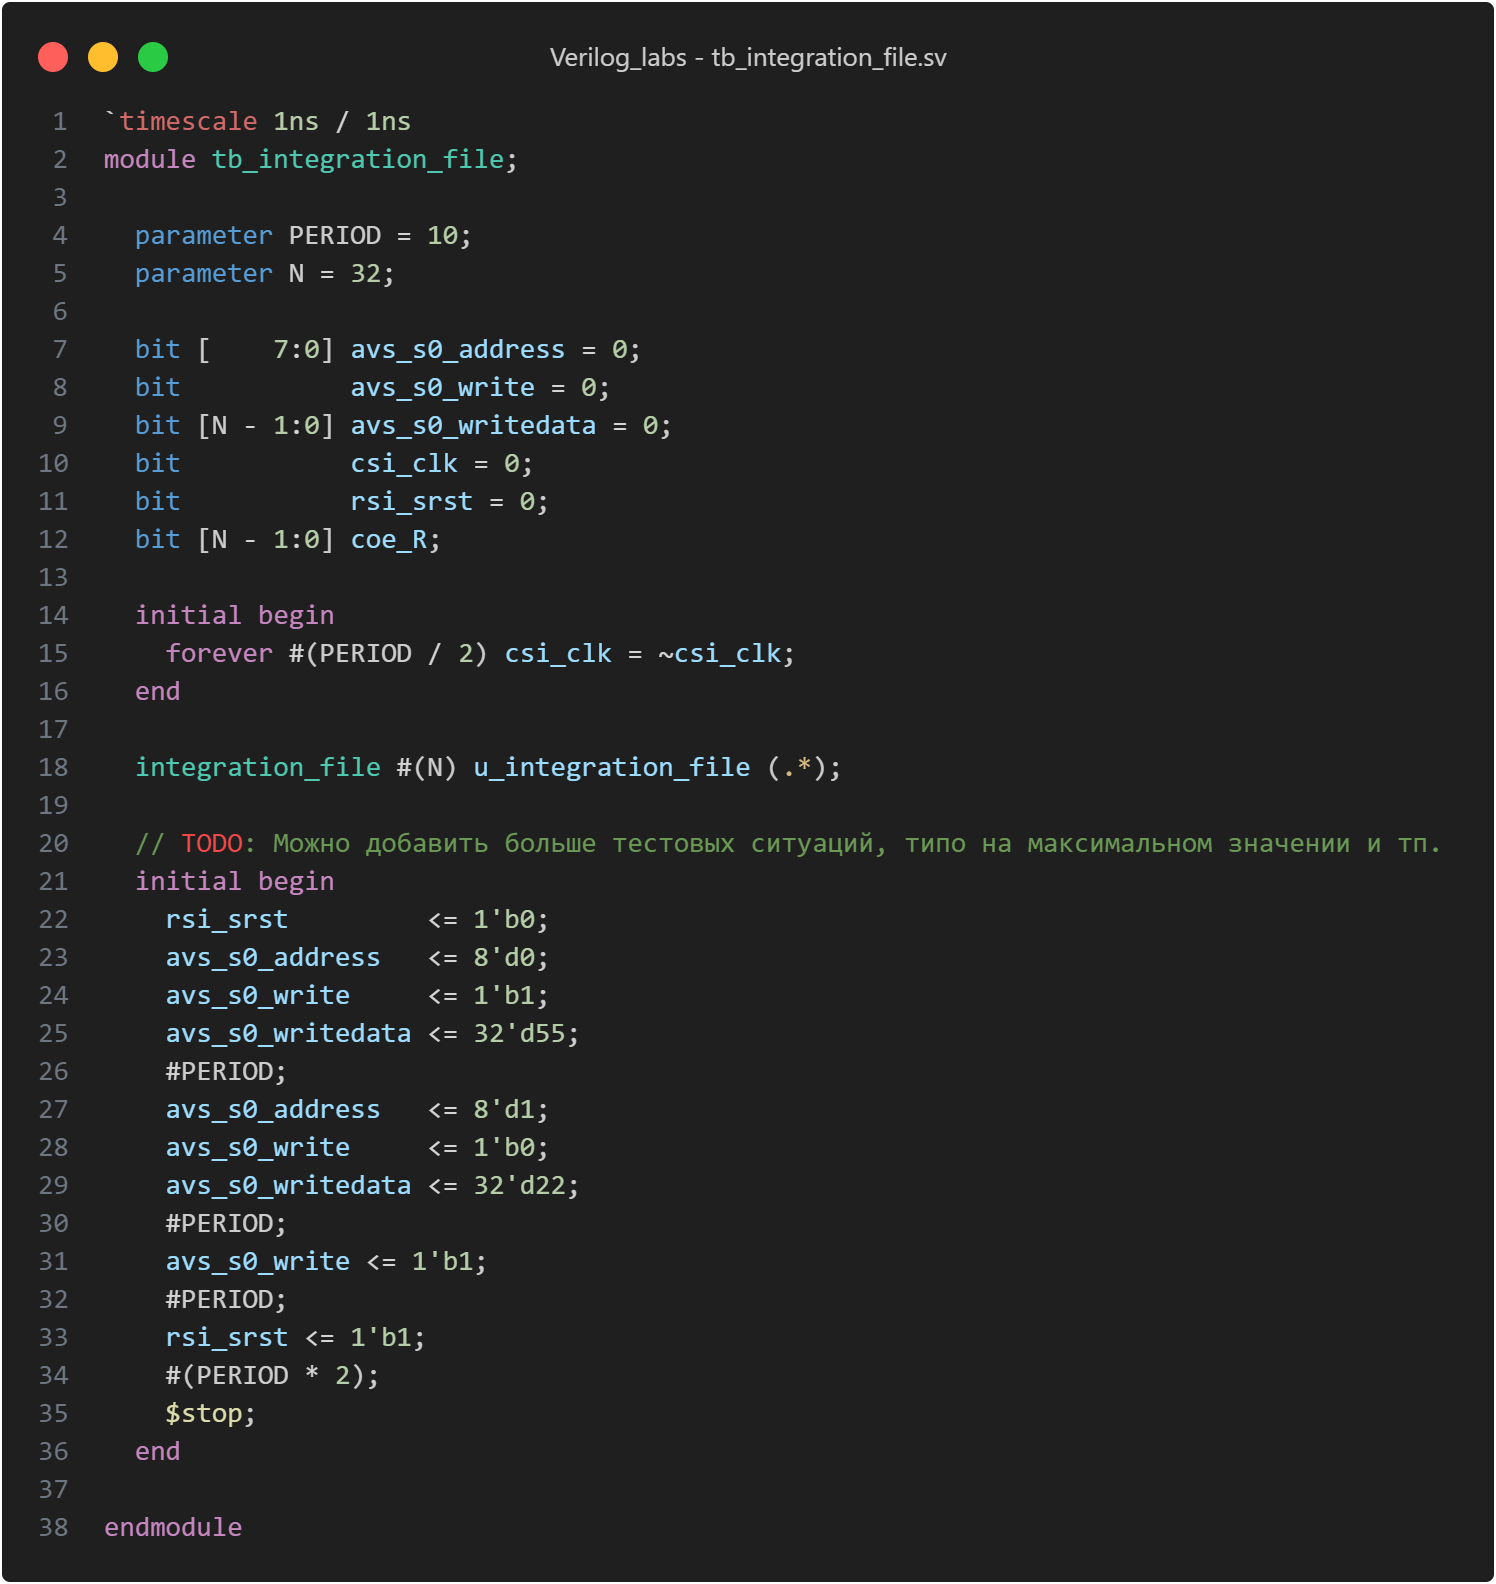 Verilog_labs - tb_integration_file.sv
1 `timescale 1ns / 1ns
2 module tb_integration_file;
3
4   parameter PERIOD = 10;
5   parameter N = 32;
6
7   bit [    7:0] avs_s0_address = 0;
8   bit           avs_s0_write = 0;
9   bit [N - 1:0] avs_s0_writedata = 0;
10   bit           csi_clk = 0;
11   bit           rsi_srst = 0;
12   bit [N - 1:0] coe_R;
13
14   initial begin
15     forever #(PERIOD / 2) csi_clk = ~csi_clk;
16   end
17
18   integration_file #(N) u_integration_file (.*);
19
20   // TODO: Можно добавить больше тестовых ситуаций, типо на максимальном значении и тп.
21   initial begin
22     rsi_srst         <= 1'b0;
23     avs_s0_address   <= 8'd0;
24     avs_s0_write     <= 1'b1;
25     avs_s0_writedata <= 32'd55;
26     #PERIOD;
27     avs_s0_address   <= 8'd1;
28     avs_s0_write     <= 1'b0;
29     avs_s0_writedata <= 32'd22;
30     #PERIOD;
31     avs_s0_write <= 1'b1;
32     #PERIOD;
33     rsi_srst <= 1'b1;
34     #(PERIOD * 2);
35     $stop;
36   end
37
38 endmodule